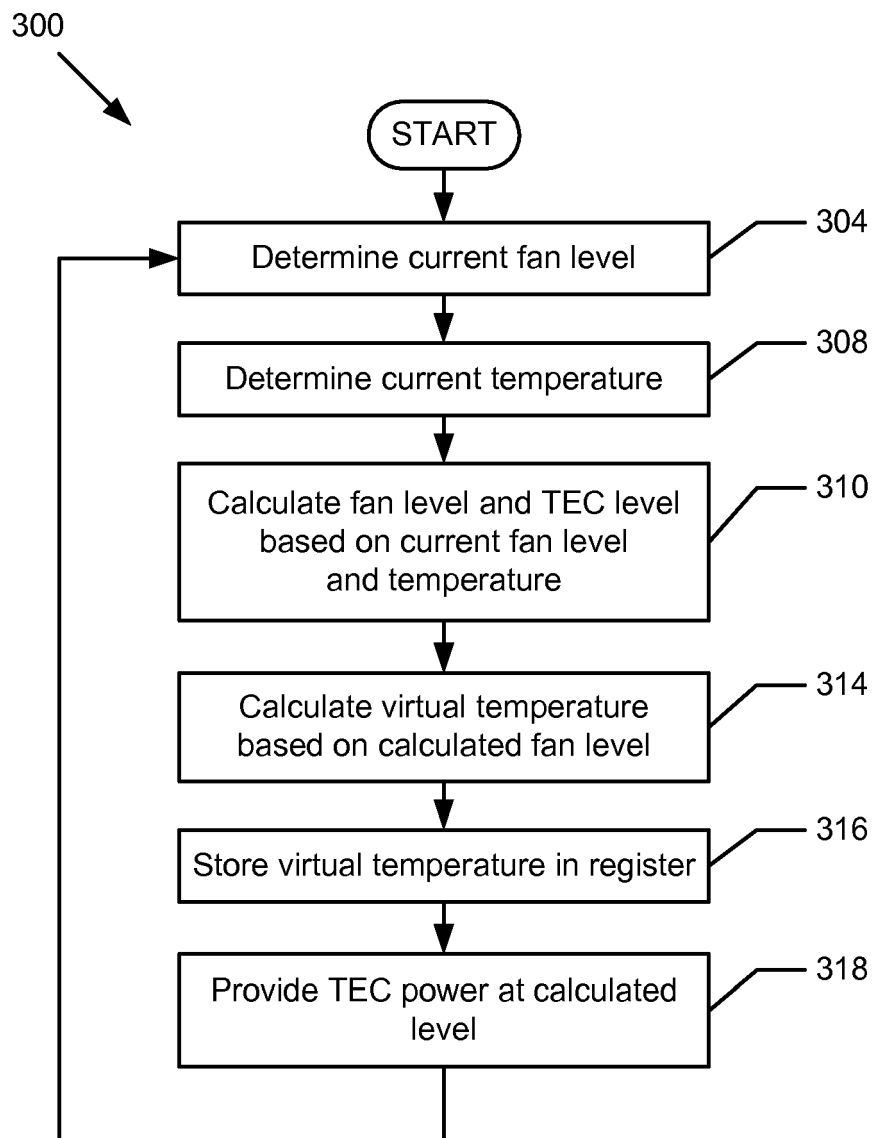 300
START
304
Determine current fan level
308
Determine current temperature
310
Calculate fan level and TEC level
based on current fan level
and temperature
314
Calculate virtual temperature
based on calculated fan level
316
Store virtual temperature in register
318
Provide TEC power at calculated
level